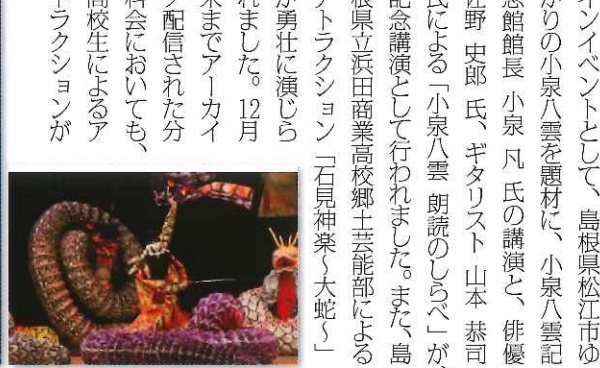 インイベントとして、島根県松江市ゆ
かりの小泉八雲を題材に、小泉八雲記
念館館長 小泉 凡 氏の講演と、俳優
佐野 史郎 氏、ギタリスト 山本 恭司
氏による「小泉八雲 朗読のしらべ」が、
記念講演として行われました。また、島
根県立浜田商業高校郷土芸能部による
アトラクション「石見神楽～大蛇～」
が勇壮に演じら
れました。12月
末までアーカイ
ブ配信された分
科会においても、
高校生によるア
トラクションが